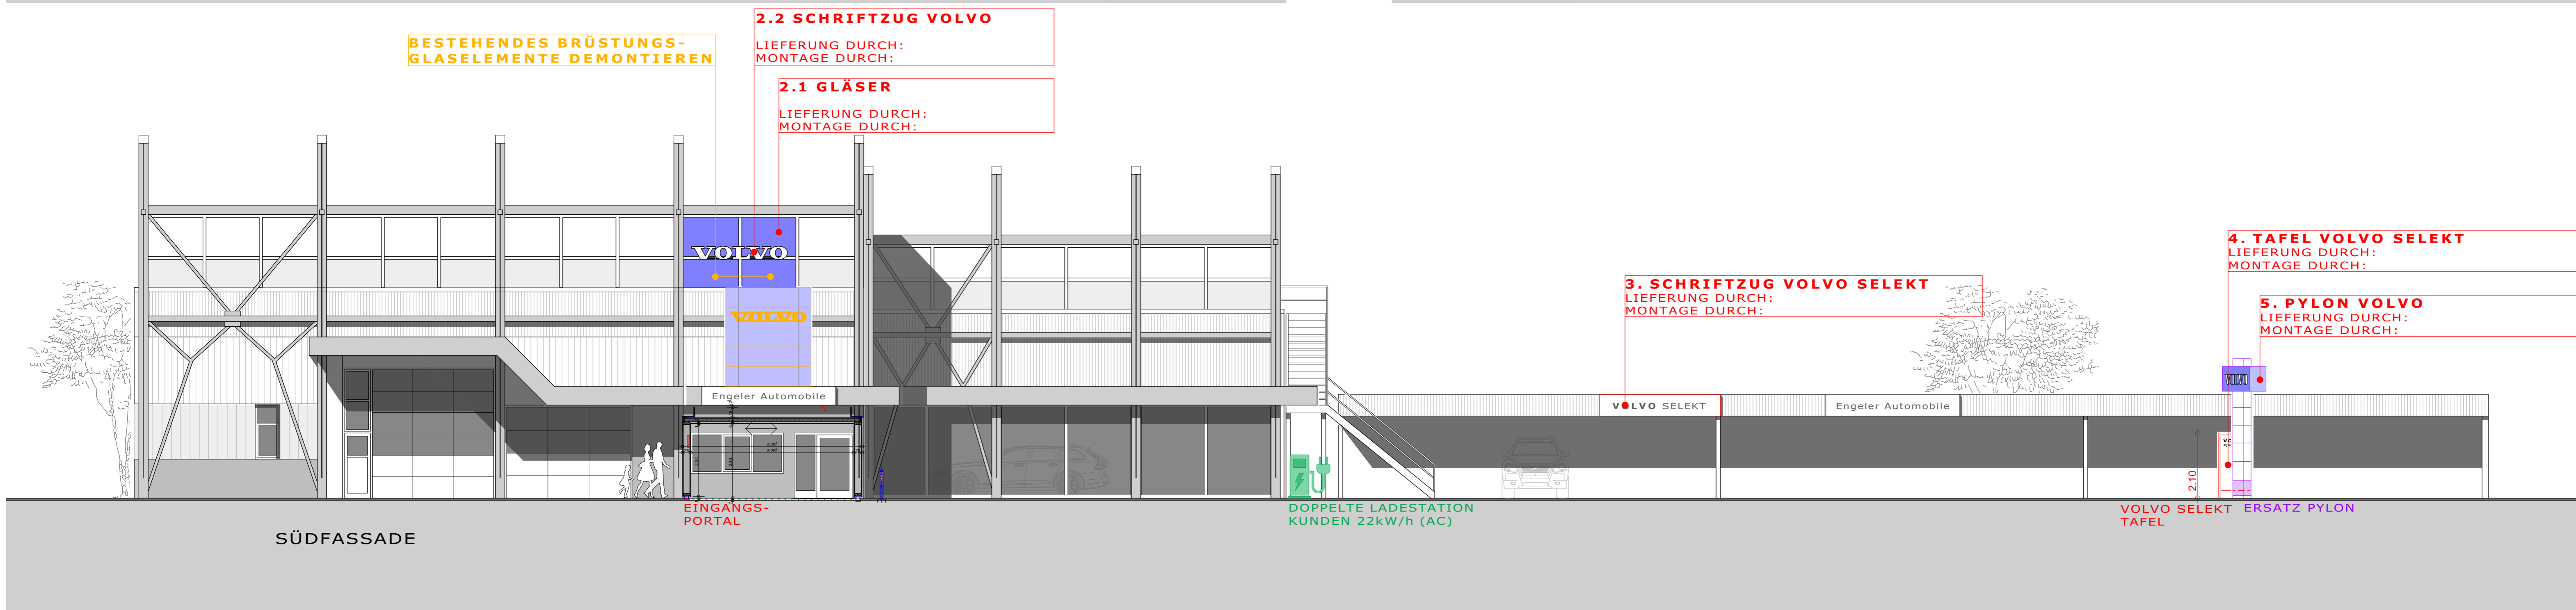 2.2 SCHRIFTZUG VOLVO
LIEFERUNG DURCH:
MONTAGE DURCH:
BESTEHENDES BRÜSTUNGS-
GLASELEMENTE DEMONTIEREN
2.1 GLÄSER
LIEFERUNG DURCH:
MONTAGE DURCH:
VOLVO
VOLVO
Engeler Automobile
3. SCHRIFTZUG VOLVO SELEKT
LIEFERUNG DURCH:
MONTAGE DURCH:
4. TAFEL VOLVO SELEKT
LIEFERUNG DURCH:
MONTAGE DURCH:
5. PYLON VOLVO
LIEFERUNG DURCH:
MONTAGE DURCH:
VOLVO
VOLVO SELEKT
Engeler Automobile
2.10
EINGANGS-
PORTAL
DOPPELTE LADESTATION
KUNDEN 22kW/h (AC)
VOLVO SELEKT
TAFEL
ERSATZ PYLON
SÜDFASSADE